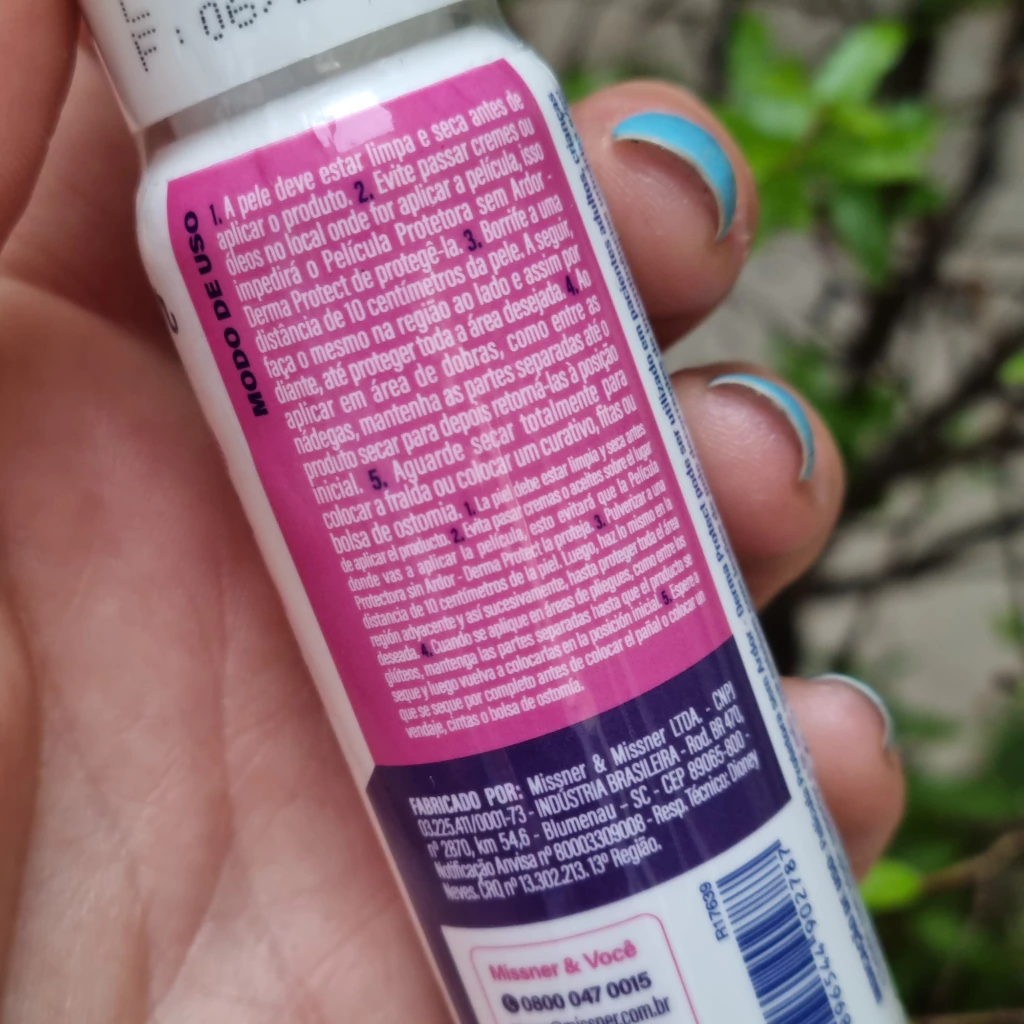 MODO DE USO
1. A pele deve estar limpa e seca antes de
aplicar o produto. 2. Evite passar cremes ou
óleos no local onde for aplicar a película, isso
impedirá o Película Protetora sem Ardor -
Derma Protect de protegê-la. 3. Borrife a uma
distância de 10 centímetros da pele. A seguir,
faça o mesmo na região ao lado e assim por
diante, até proteger toda a área desejada. 4. Ao
aplicar em área de dobras, como entre as
nádegas, mantenha as partes separadas até o
produto secar para depois retorná-las à posição
inicial. 5. Aguarde secar totalmente para
colocar a fralda ou colocar um curativo, fitas ou
bolsa de ostomia. 1. La piel debe estar limpia y seca antes
de aplicar el producto. 2. Evita pasar cremas o aceites sobre el lugar
donde vas a aplicar la película, esto evitará que la Película
Protectora sin Ardor - Derma Protect la proteja. 3. Pulverizar a una
distancia de 10 centímetros de la piel. Luego, haz lo mismo en la
región adyacente y así sucesivamente, hasta proteger toda el área
deseada. 4. Cuando se aplique en áreas de pliegues, como entre los
glúteos, mantenga las partes separadas hasta que el producto se
seque y luego vuelva a colocarlas en la posición inicial. 5. Espere a
que se seque por completo antes de colocar el pañal o colocar un
vendaje, cintas o bolsa de ostomía.
FABRICADO POR: Missner & Missner LTDA. - CNPJ
03.225.411/0001-73 - INDÚSTRIA BRASILEIRA - Rod. BR 470,
nº 2870, km 54,6 - Blumenau - SC - CEP 89065-800 -
Notificação Anvisa nº 80003309008 - Resp. Técnico: Disney
Neves. CRQ nº 13.302.213. 13º Região.
Missner & Você
0800 047 0015
missner.com.br
R17639
Derma Protect pode ser utilizado em pacientes adultos, crianças